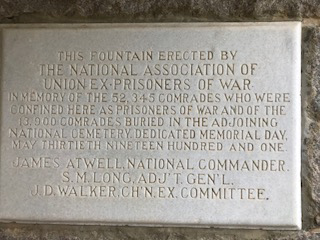 THIS FOUNTAIN ERECTED BY
THE NATIONAL ASSOCIATION OF
UNION EX-PRISONERS OF WAR
IN MEMORY OF THE 52,345 COMRADES WHO WERE
CONFINED HERE AS PRISONERS OF WAR AND OF THE
13,900 COMRADES BURIED IN THE ADJOINING
NATIONAL CEMETERY, DEDICATED MEMORIAL DAY,
MAY THIRTIETH NINETEEN HUNDRED AND ONE.
JAMES ATWELL, NATIONAL COMMANDER.
S.M. LONG, ADJ'T. GEN'L.
J.D. WALKER, CH'N. EX. COMMITTEE.